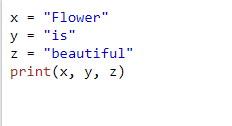 x = "Flower"
y = "is"
z = "beautiful"
print(x, y, z)